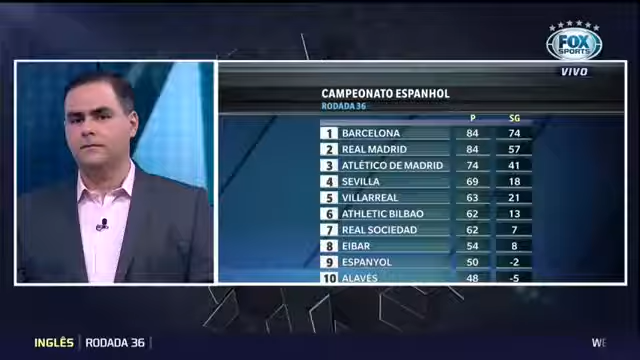 FOX
SPORTS
VIVO
CAMPEONATO ESPANHOL
RODADA 36
P SG
1 BARCELONA 84 74
2 REAL MADRID 84 57
3 ATLÉTICO DE MADRID 74 41
4 SEVILLA 69 18
5 VILLARREAL 63 21
6 ATHLETIC BILBAO 62 13
7 REAL SOCIEDAD 62 7
8 EIBAR 54 8
9 ESPANYOL 50 -2
10 ALAVÉS 48 -5
INGLÊS RODADA 36 WE